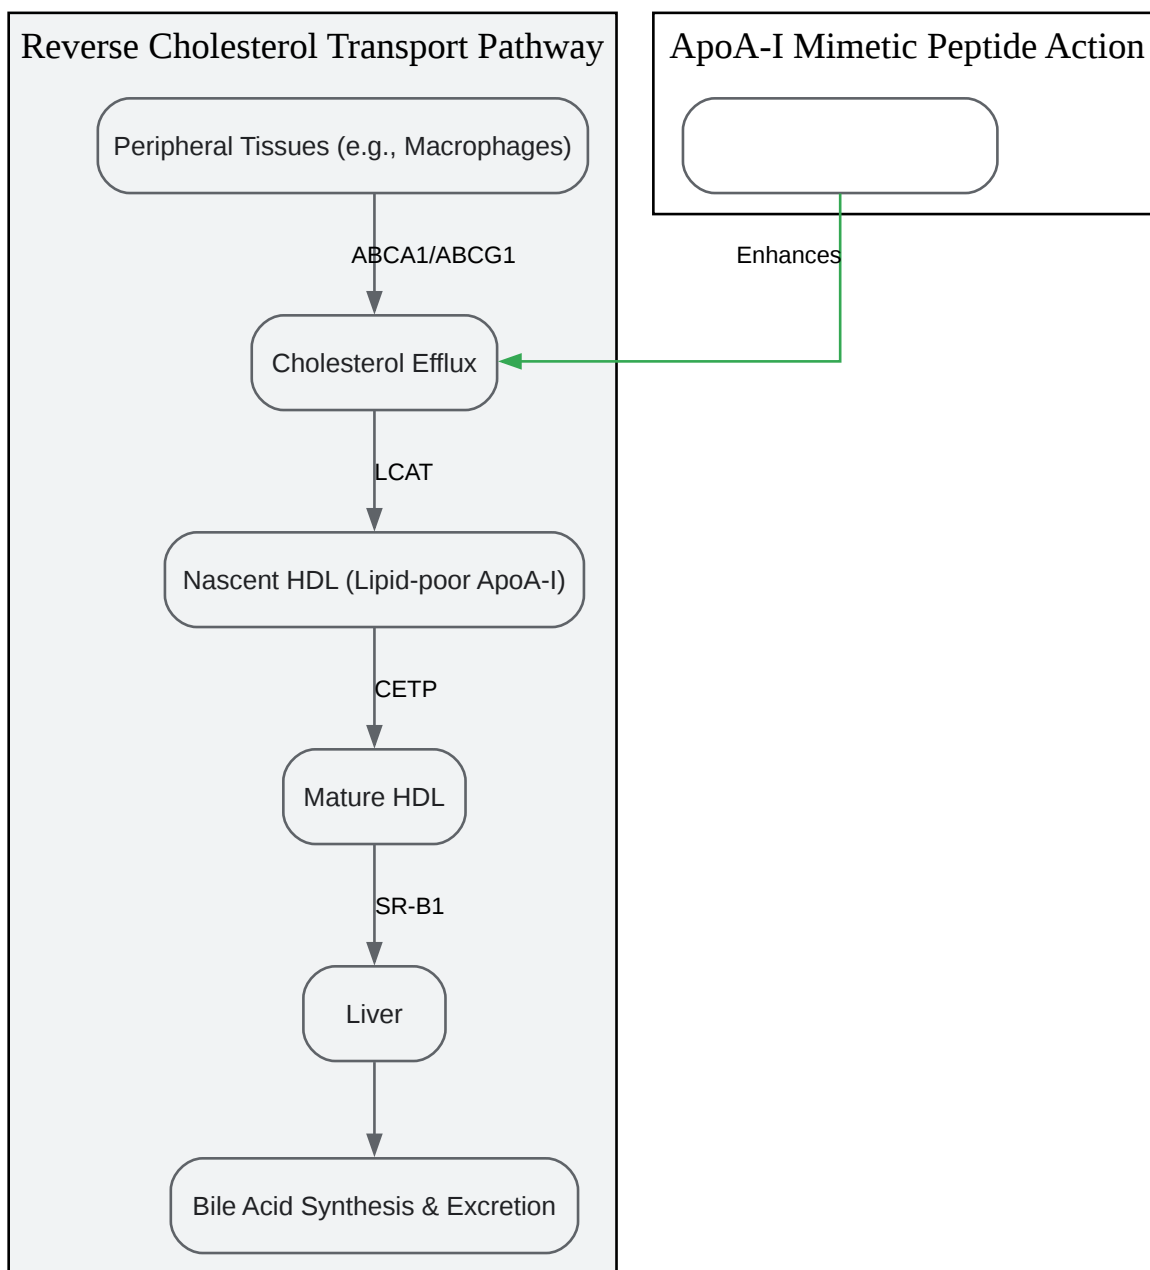 Reverse Cholesterol Transport Pathway
Peripheral Tissues (e.g., Macrophages)
ABCA1/ABCG1
Cholesterol Efflux
LCAT
Nascent HDL (Lipid-poor ApoA-I)
CETP
Mature HDL
SR-B1
Liver
Bile Acid Synthesis & Excretion
ApoA-I Mimetic Peptide Action
Enhances